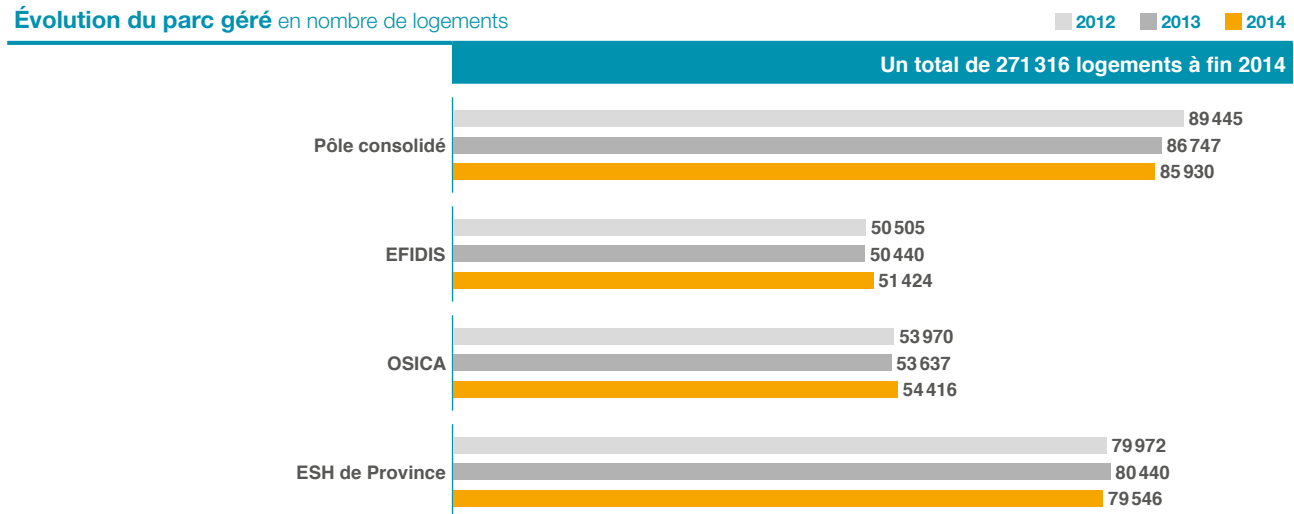 Évolution du parc géré en nombre de logements
2012 2013 2014
Un total de 271 316 logements à fin 2014
Pôle consolidé
89 445
86 747
85 930
EFIDIS
50 505
50 440
51 424
OSICA
53 970
53 637
54 416
ESH de Province
79 972
80 440
79 546